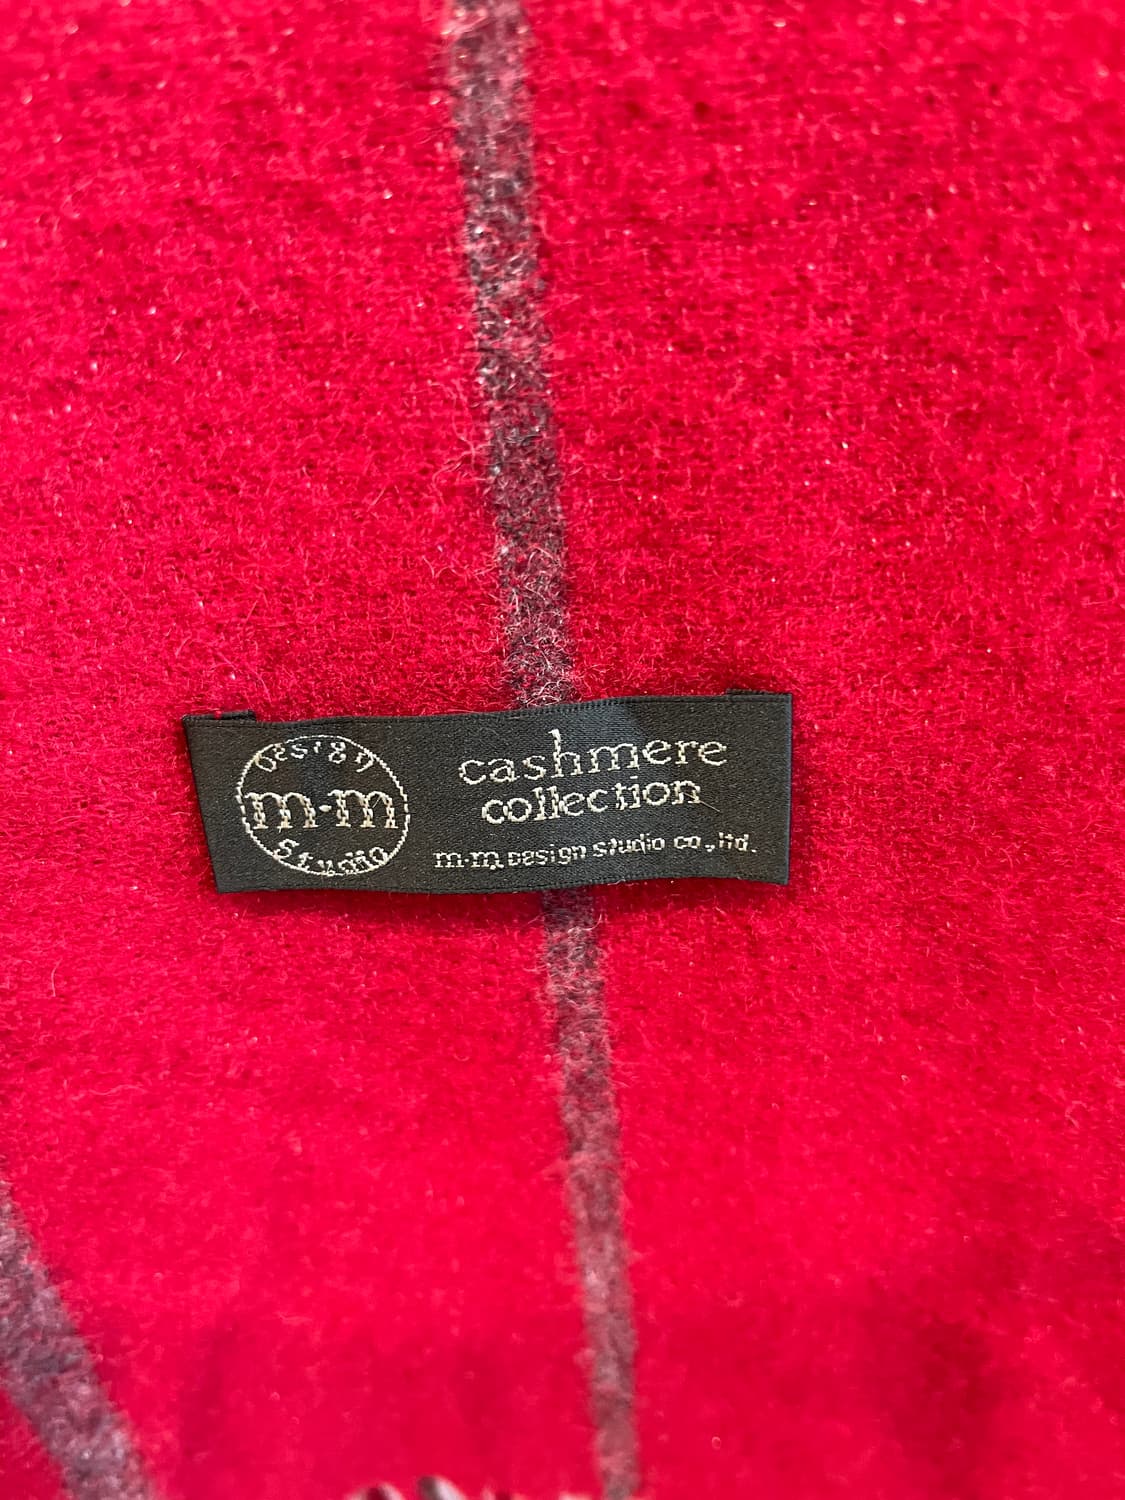 Design
m·m
Studio
cashmere
collection
m·m Design Studio co.,ltd.